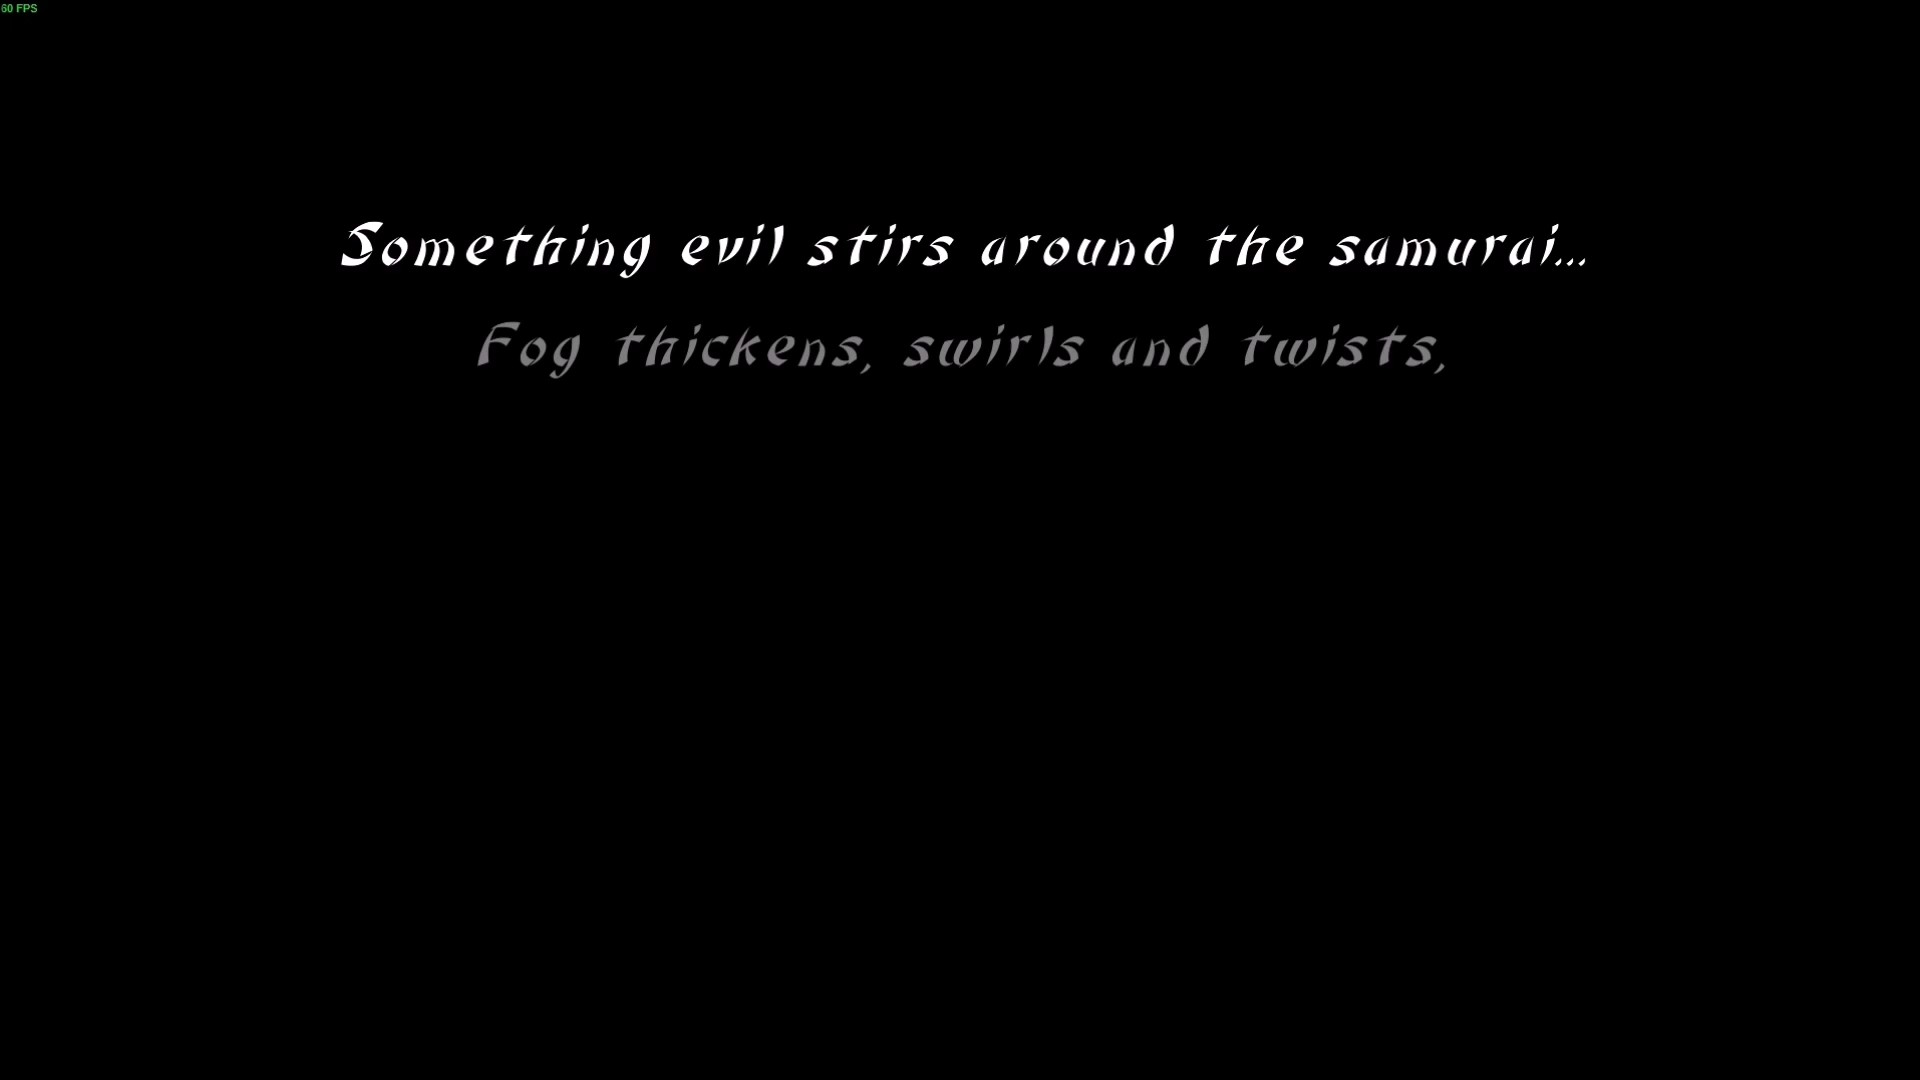 60 FPS
Something evil stirs around the samurai...
Fog thickens, swirls and twists,